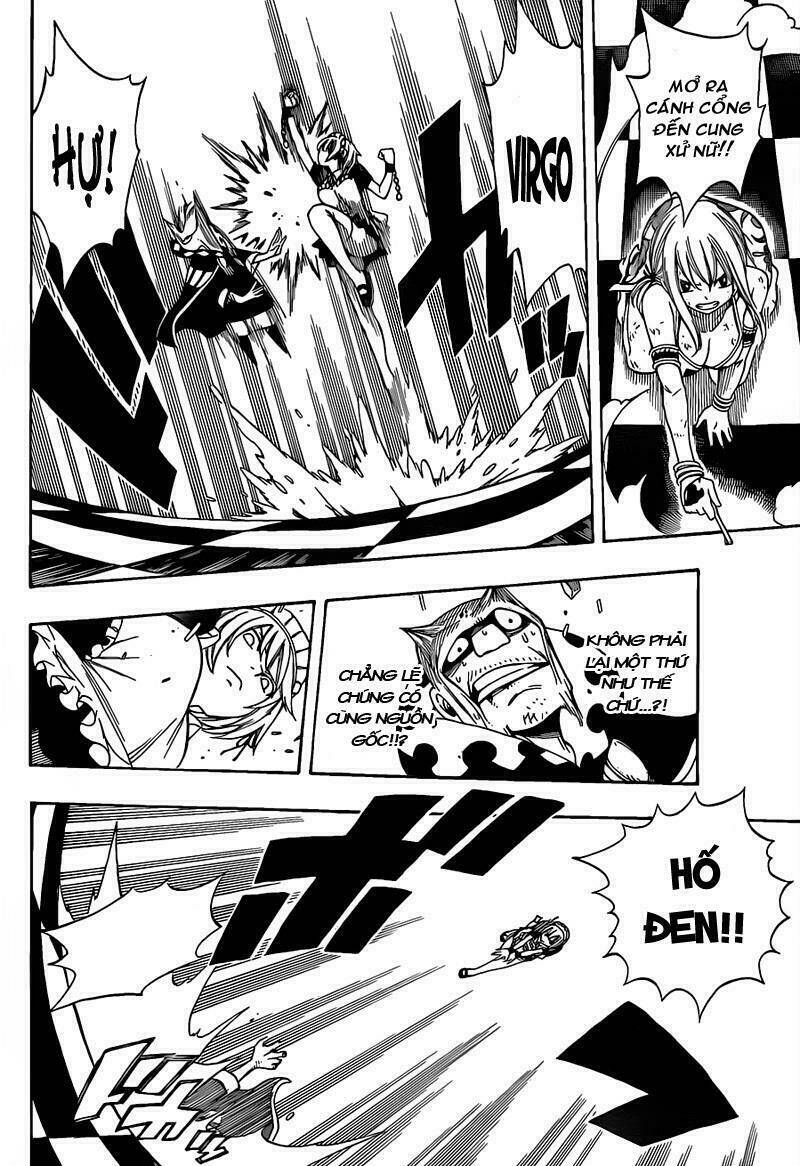 MỞ RA
CÁNH CỔNG
ĐẾN CUNG
XỬ NỮ!!
VIRGO
HỰ!
KHÔNG PHẢI
LẠI MỘT THỨ
NHƯ THẾ
CHỨ...?!
CHẲNG LẼ
CHÚNG CÓ
CÙNG NGUỒN
GỐC!!?
HỐ
ĐEN!!